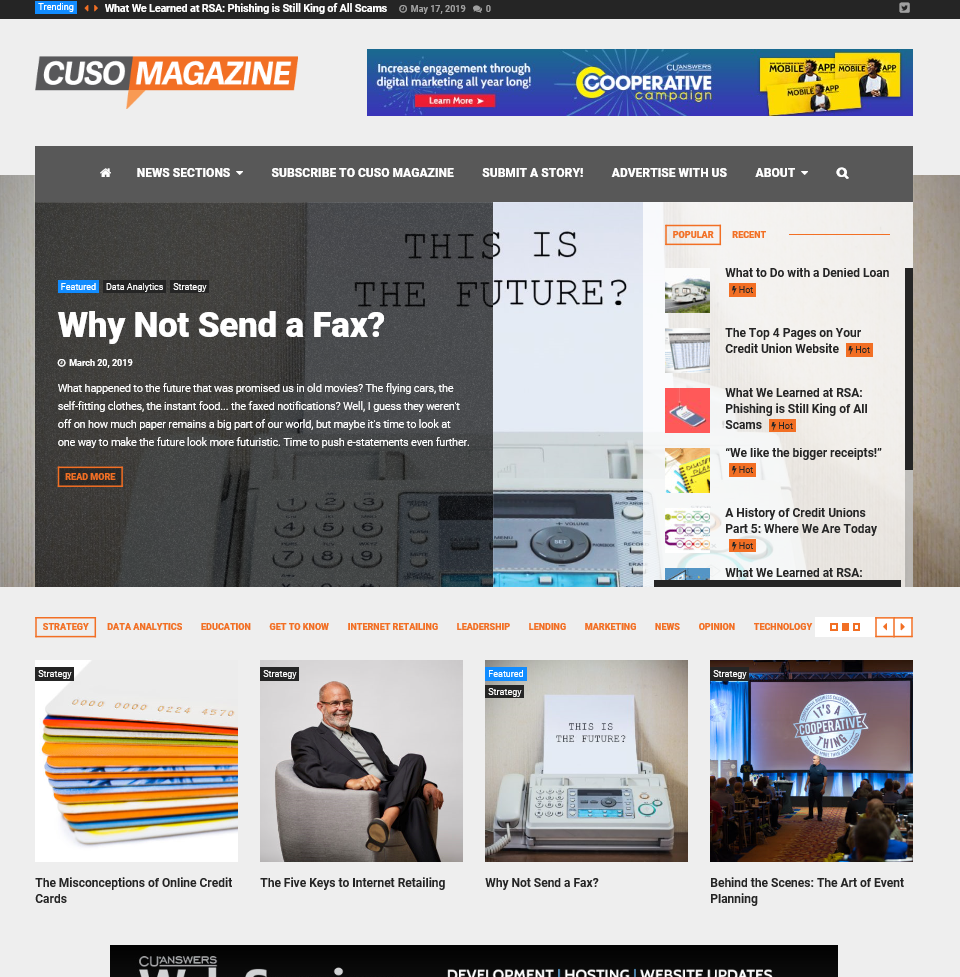 Trending What We Learned at RSA: Phishing is Still King of All Scams May 17, 2019 0
CUSO MAGAZINE
Increase engagement through
digital marketing all year long!
Learn More
CU*ANSWERS
COOPERATIVE
campaign
MOBILE APP
MOBILE APP
MOBILE APP
NEWS SECTIONS SUBSCRIBE TO CUSO MAGAZINE SUBMIT A STORY! ADVERTISE WITH US ABOUT
THIS IS
THE FUTURE?
Featured Data Analytics Strategy
Why Not Send a Fax?
March 20, 2019
What happened to the future that was promised us in old movies? The flying cars, the
self-fitting clothes, the instant food... the faxed notifications? Well, I guess they weren't
off on how much paper remains a big part of our world, but maybe it's time to look at
one way to make the future look more futuristic. Time to push e-statements even further.
READ MORE
1 2 3
4 5 6
7 8 9
VOLUME
MENU
SET
POPULAR RECENT
What to Do with a Denied Loan
Hot
The Top 4 Pages on Your
Credit Union Website Hot
What We Learned at RSA:
Phishing is Still King of All
Scams Hot
“We like the bigger receipts!”
Hot
A History of Credit Unions
Part 5: Where We Are Today
Hot
What We Learned at RSA:
STRATEGY DATA ANALYTICS EDUCATION GET TO KNOW INTERNET RETAILING LEADERSHIP LENDING MARKETING NEWS OPINION TECHNOLOGY
Strategy
0000 0000 0224 4570
The Misconceptions of Online Credit
Cards
Strategy
The Five Keys to Internet Retailing
Featured
Strategy
THIS IS
THE FUTURE?
Why Not Send a Fax?
Strategy
IT'S A
COOPERATIVE
THING
Behind the Scenes: The Art of Event
Planning
CU*ANSWERS
DEVELOPMENT | HOSTING | WEBSITE UPDATES